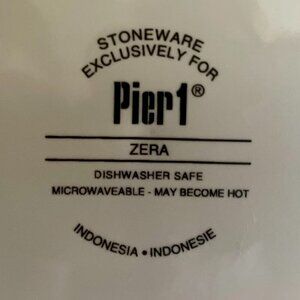 STONEWARE
EXCLUSIVELY FOR
Pier1®
ZERA
DISHWASHER SAFE
MICROWAVEABLE - MAY BECOME HOT
INDONESIA • INDONESIE